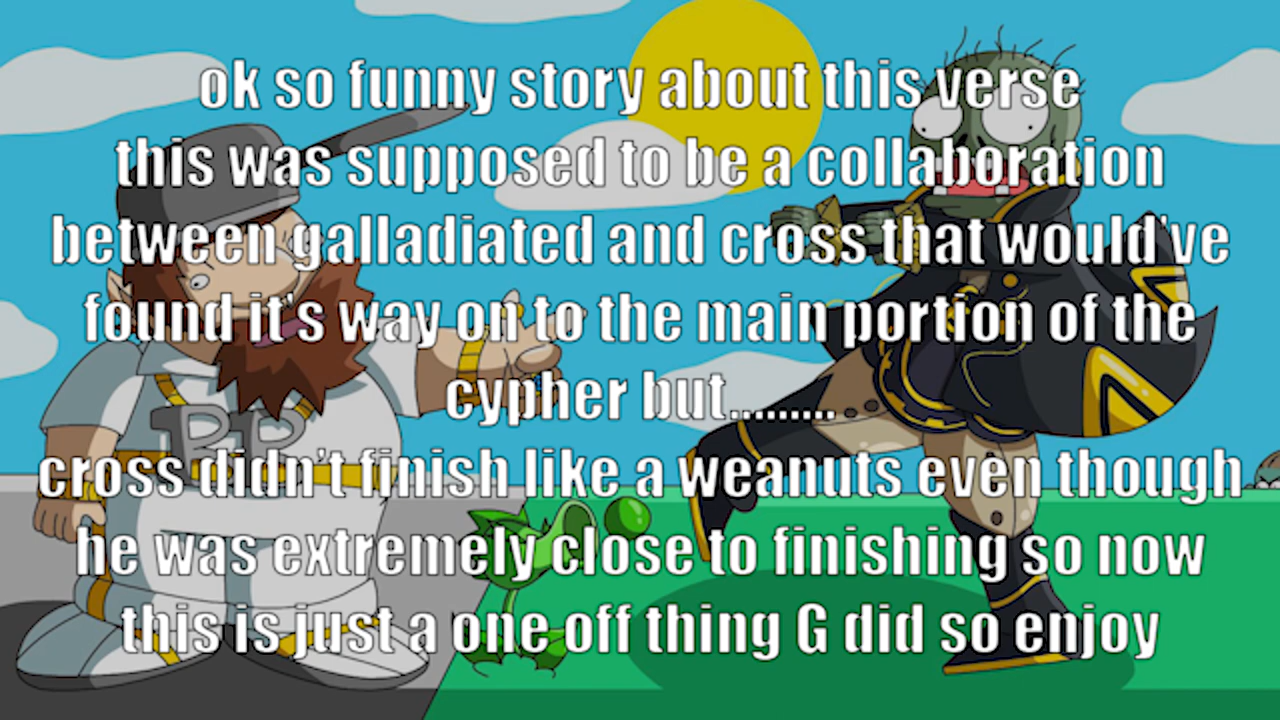 ok so funny story about this verse
this was supposed to be a collaboration
between galladiated and cross that would've
found it's way on to the main portion of the
cypher but.........
cross didn't finish like a weanuts even though
he was extremely close to finishing so now
this is just a one off thing G did so enjoy
BP